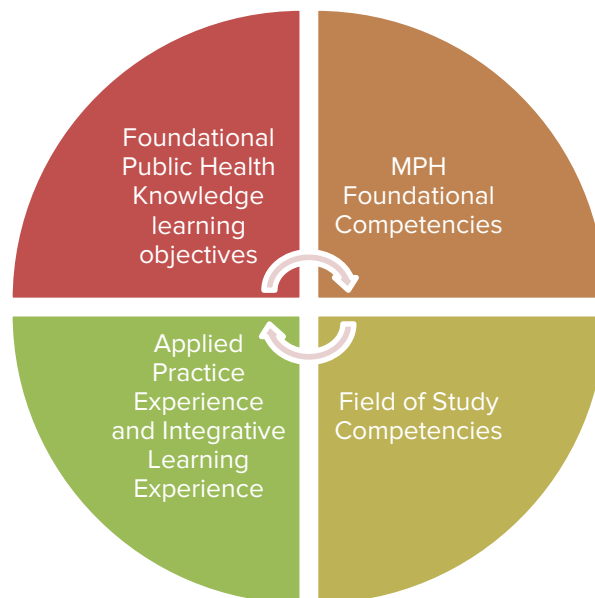 Foundational
Public Health
Knowledge
learning
objectives
MPH
Foundational
Competencies
Applied
Practice
Experience
and Integrative
Learning
Experience
Field of Study
Competencies